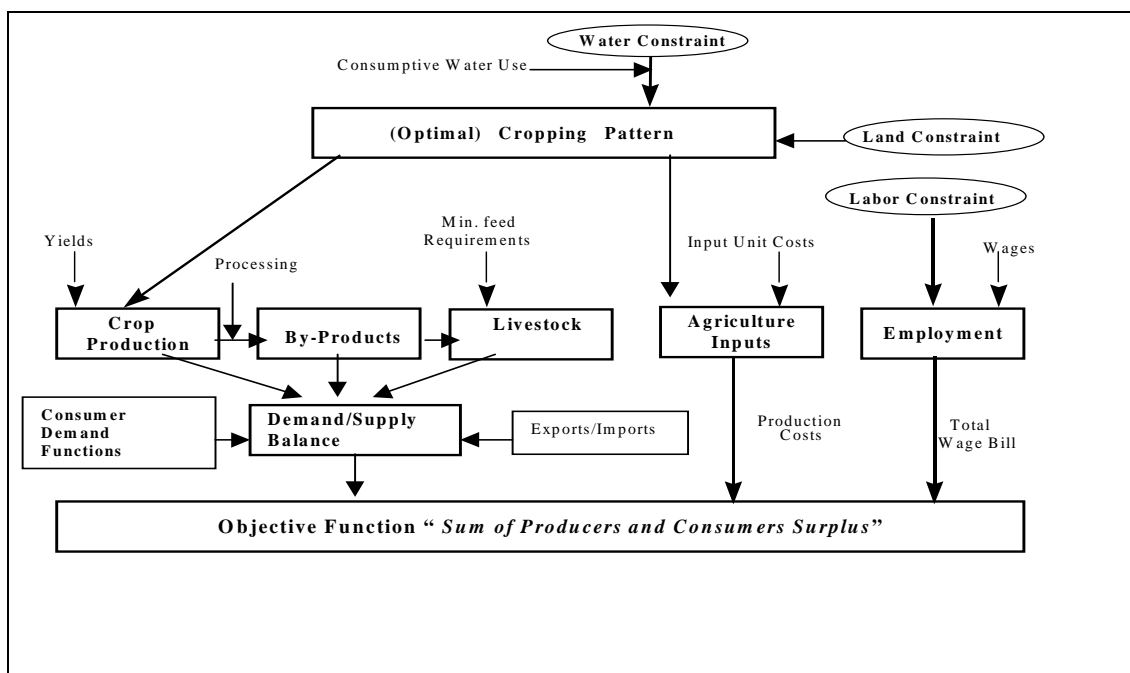 Water Constraint
Consumptive Water Use
(Optimal) Cropping Pattern
Land Constraint
Labor Constraint
Min. feed
Requirements
Yields
Input Unit Costs
Wages
Processing
Crop
Production
By-Products
Livestock
Agriculture
Inputs
Employment
Consumer
Demand
Functions
Demand/Supply
Balance
Exports/Imports
Production
Costs
Total
Wage Bill
Objective Function “ Sum of Producers and Consumers Surplus”